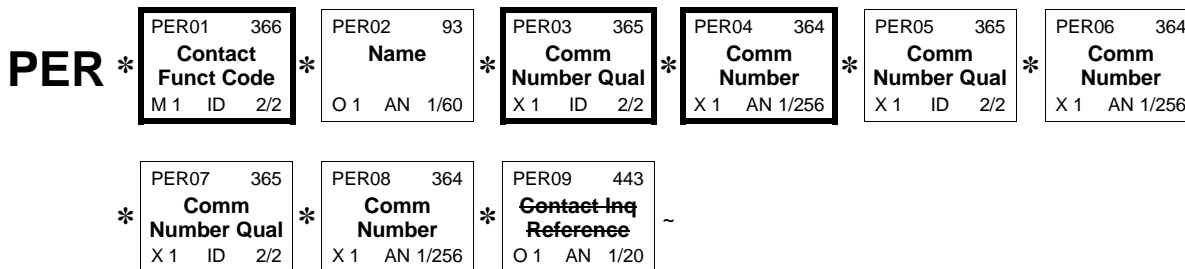 PER * PER01 366 * PER02 93 * PER03 365 * PER04 364 * PER05 365 * PER06 364
Contact Name Comm Comm Comm Comm
Funct Code Number Qual Number Number Qual Number
M 1 ID 2/2 O 1 AN 1/60 X 1 ID 2/2 X 1 AN 1/256 X 1 ID 2/2 X 1 AN 1/256
* PER07 365 * PER08 364 * PER09 443 ~
Comm Comm Contact Inq
Number Qual Number Reference
X 1 ID 2/2 X 1 AN 1/256 O 1 AN 1/20